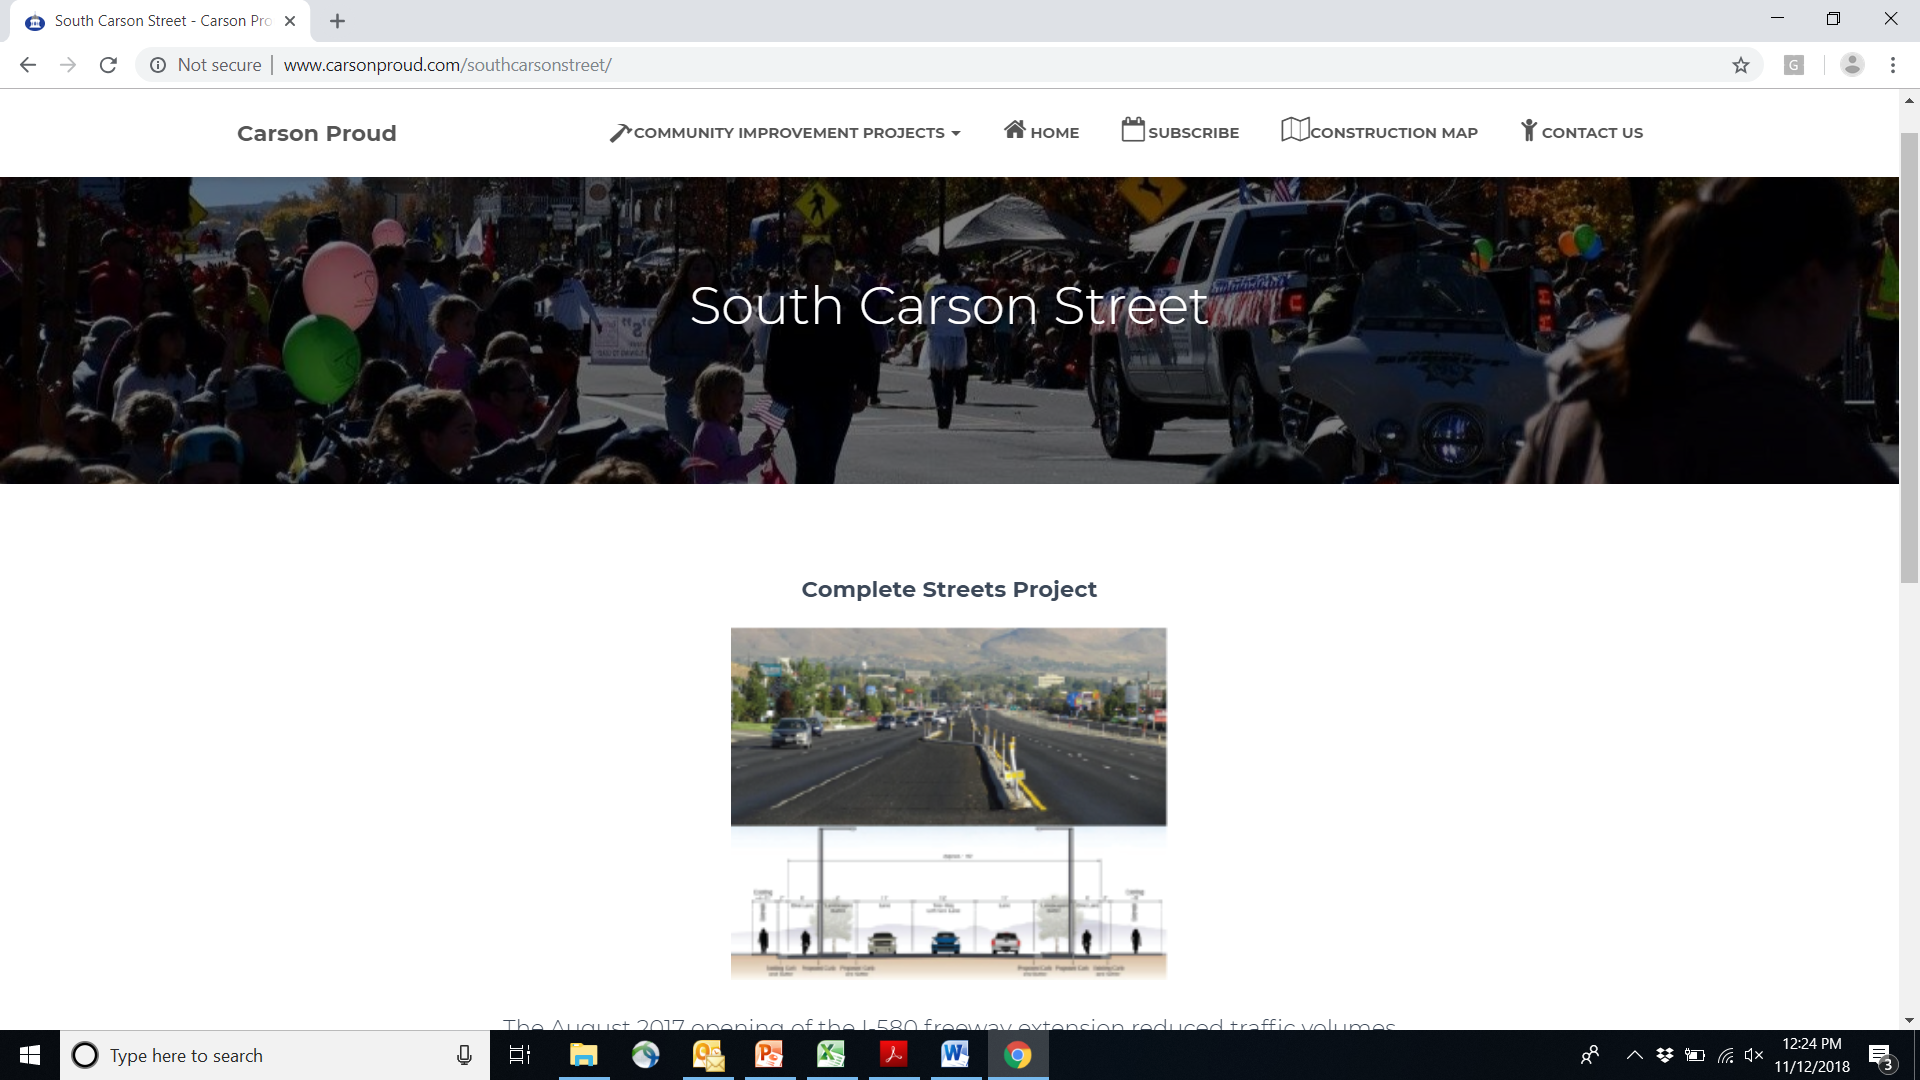 South Carson Street - Carson Pro
Not secure | www.carsonproud.com/southcarsonstreet/
G
Carson Proud
COMMUNITY IMPROVEMENT PROJECTS
HOME
SUBSCRIBE
CONSTRUCTION MAP
CONTACT US
South Carson Street
Complete Streets Project
The August 2017 opening of the I-580 freeway extension reduced traffic volumes
Type here to search
12:24 PM
11/12/2018
3